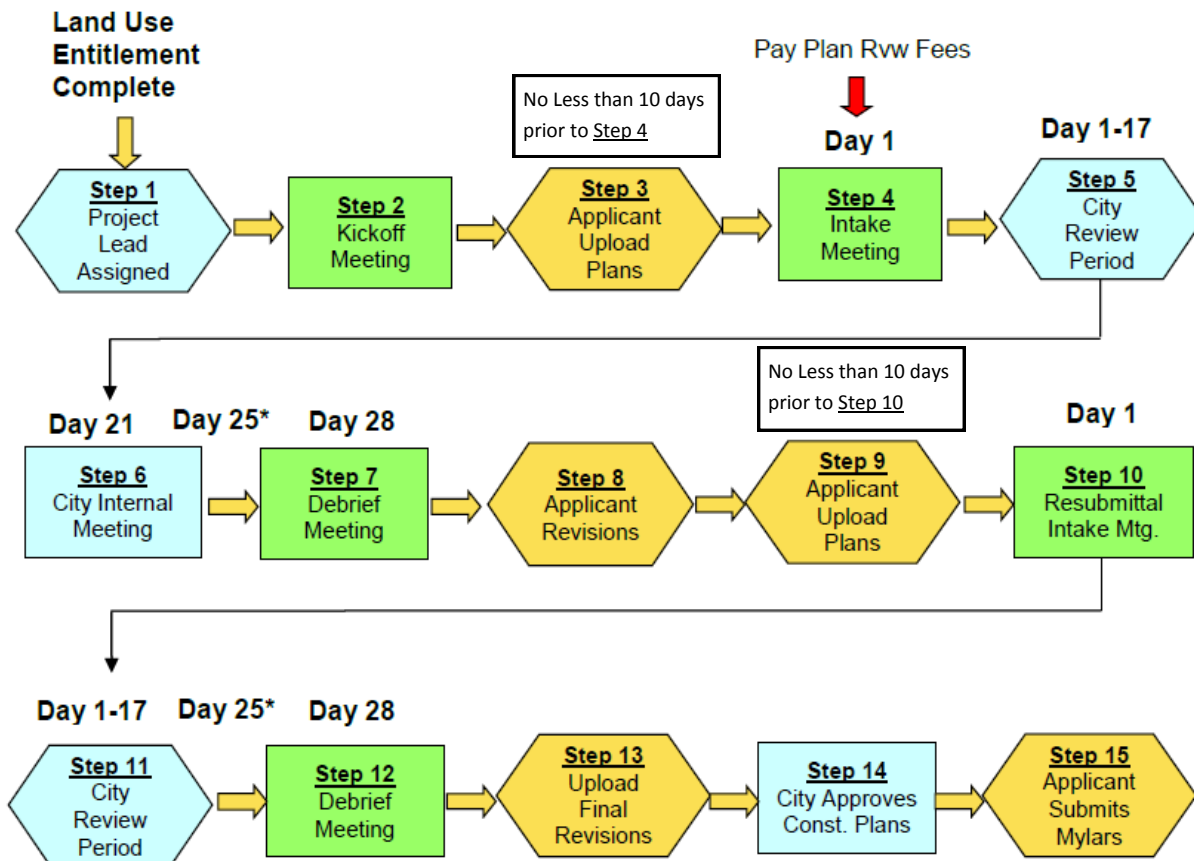 Land Use
Entitlement
Complete
Pay Plan Rvw Fees
No Less than 10 days
prior to Step 4
Day 1
Day 1-17
Step 1
Project
Lead
Assigned
Step 2
Kickoff
Meeting
Step 3
Applicant
Upload
Plans
Step 4
Intake
Meeting
Step 5
City
Review
Period
No Less than 10 days
prior to Step 10
Day 21
Day 25*
Day 28
Day 1
Step 6
City Internal
Meeting
Step 7
Debrief
Meeting
Step 8
Applicant
Revisions
Step 9
Applicant
Upload
Plans
Step 10
Resubmittal
Intake Mtg.
Day 1-17
Day 25*
Day 28
Step 11
City
Review
Period
Step 12
Debrief
Meeting
Step 13
Upload
Final
Revisions
Step 14
City Approves
Const. Plans
Step 15
Applicant
Submits
Mylars